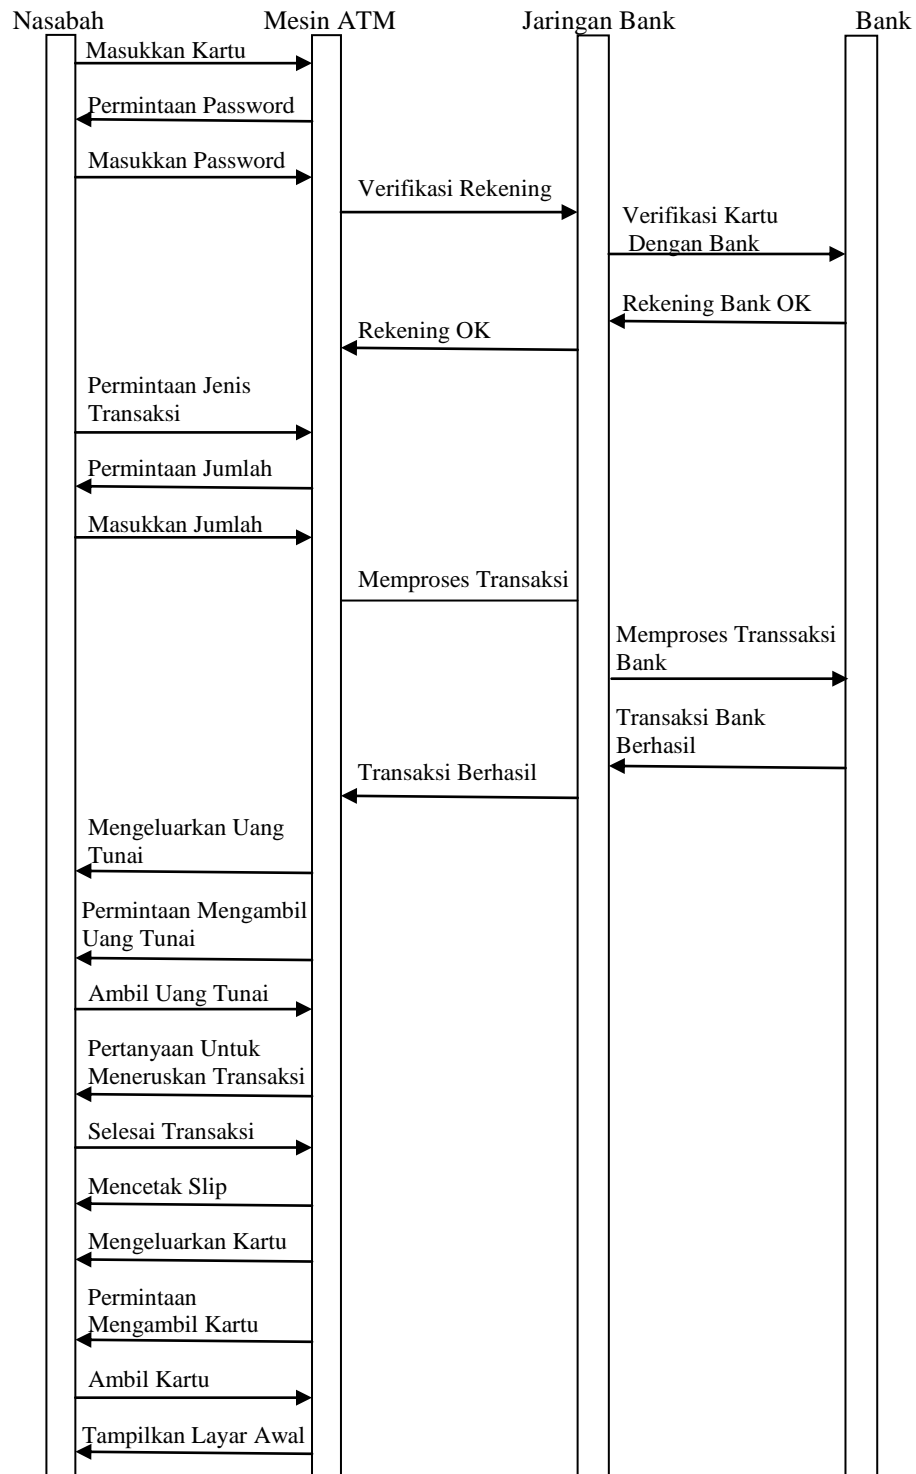 Nasabah Mesin ATM Jaringan Bank Bank
Masukkan Kartu
Permintaan Password
Masukkan Password
Verifikasi Rekening
Verifikasi Kartu
Dengan Bank
Rekening Bank OK
Rekening OK
Permintaan Jenis
Transaksi
Permintaan Jumlah
Masukkan Jumlah
Memproses Transaksi
Memproses Transsaksi
Bank
Transaksi Bank
Berhasil
Transaksi Berhasil
Mengeluarkan Uang
Tunai
Permintaan Mengambil
Uang Tunai
Ambil Uang Tunai
Pertanyaan Untuk
Meneruskan Transaksi
Selesai Transaksi
Mencetak Slip
Mengeluarkan Kartu
Permintaan
Mengambil Kartu
Ambil Kartu
Tampilkan Layar Awal